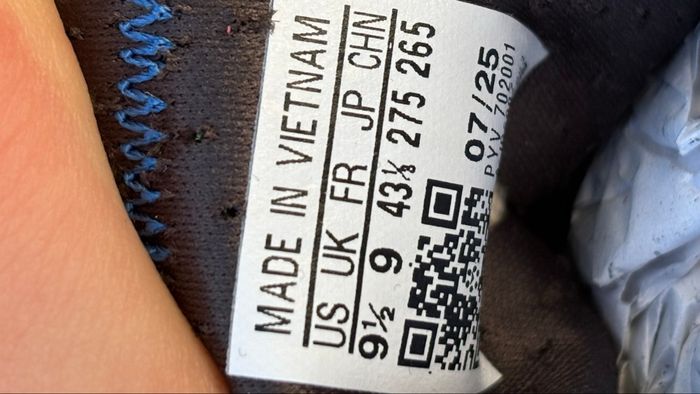 MADE IN VIETNAM
US UK FR JP CHN
9½ 9 43⅓ 275 265
07/25
PYV 702001